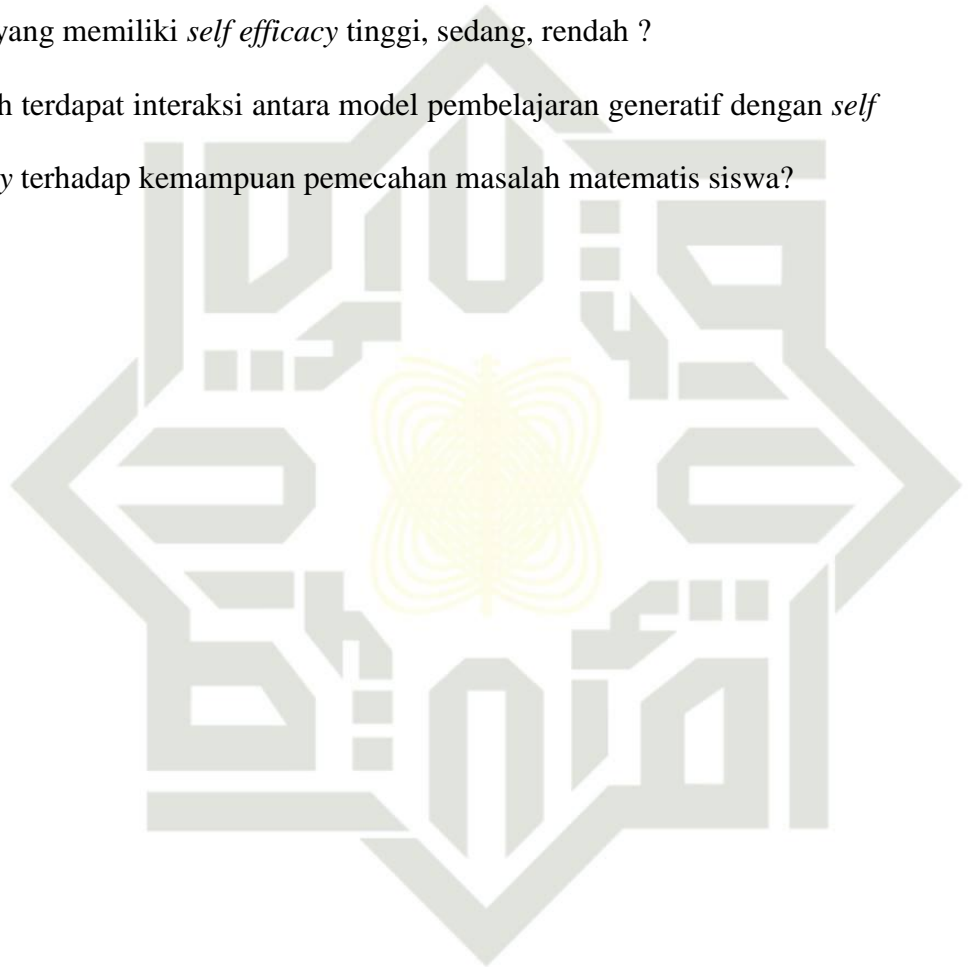 yang memiliki self efficacy tinggi, sedang, rendah ?
h terdapat interaksi antara model pembelajaran generatif dengan self
y terhadap kemampuan pemecahan masalah matematis siswa?